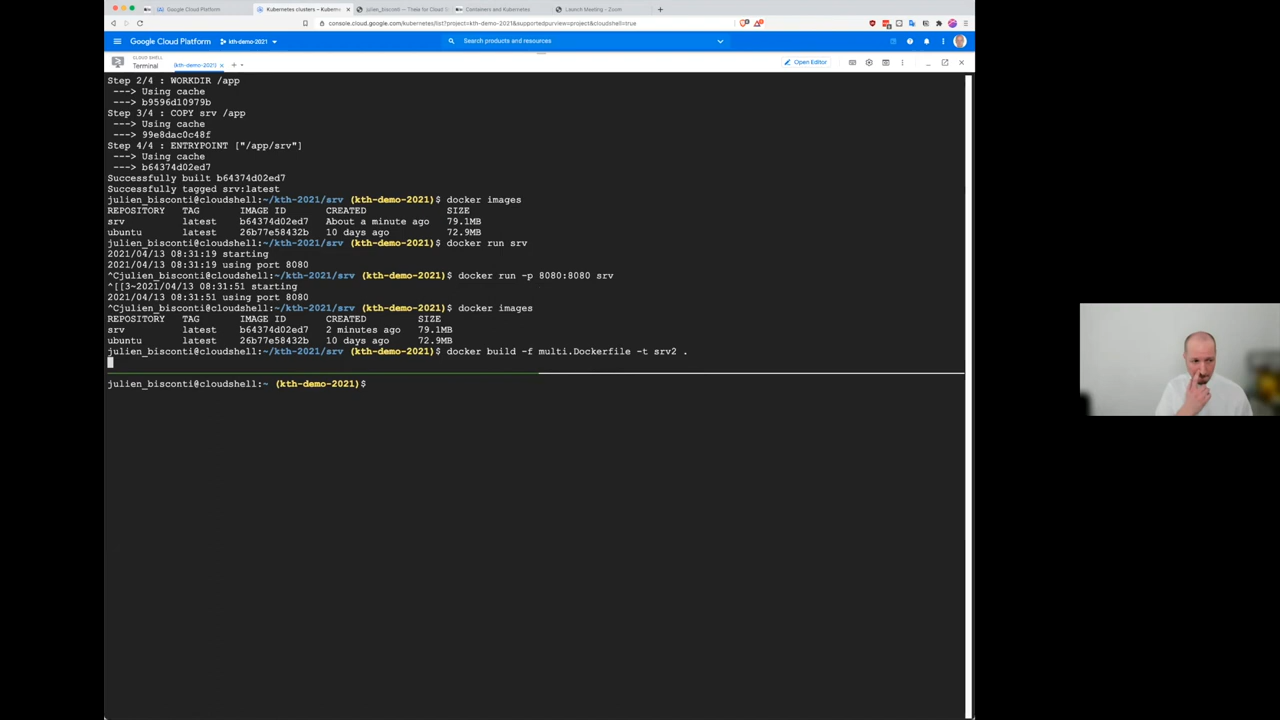 Google Cloud Platform
Kubernetes clusters – Kuberne
julien_bisconti — Theia for Cloud S
Containers and Kubernetes
Launch Meeting - Zoom
console.cloud.google.com/kubernetes/list?project=kth-demo-2021&supportedpurview=project&cloudshell=true
Google Cloud Platform
kth-demo-2021
Search products and resources
CLOUD SHELL
Terminal
(kth-demo-2021)
Open Editor
Step 2/4 : WORKDIR /app
---> Using cache
---> b9596d10979b
Step 3/4 : COPY srv /app
---> Using cache
---> 99e8dac0c48f
Step 4/4 : ENTRYPOINT ["/app/srv"]
---> Using cache
---> b64374d02ed7
Successfully built b64374d02ed7
Successfully tagged srv:latest
julien_bisconti@cloudshell:~/kth-2021/srv (kth-demo-2021)$ docker images
REPOSITORY TAG IMAGE ID CREATED SIZE
srv latest b64374d02ed7 About a minute ago 79.1MB
ubuntu latest 26b77e58432b 10 days ago 72.9MB
julien_bisconti@cloudshell:~/kth-2021/srv (kth-demo-2021)$ docker run srv
2021/04/13 08:31:19 starting
2021/04/13 08:31:19 using port 8080
^Cjulien_bisconti@cloudshell:~/kth-2021/srv (kth-demo-2021)$ docker run -p 8080:8080 srv
^[[3~2021/04/13 08:31:51 starting
2021/04/13 08:31:51 using port 8080
^Cjulien_bisconti@cloudshell:~/kth-2021/srv (kth-demo-2021)$ docker images
REPOSITORY TAG IMAGE ID CREATED SIZE
srv latest b64374d02ed7 2 minutes ago 79.1MB
ubuntu latest 26b77e58432b 10 days ago 72.9MB
julien_bisconti@cloudshell:~/kth-2021/srv (kth-demo-2021)$ docker build -f multi.Dockerfile -t srv2 .
julien_bisconti@cloudshell:~ (kth-demo-2021)$